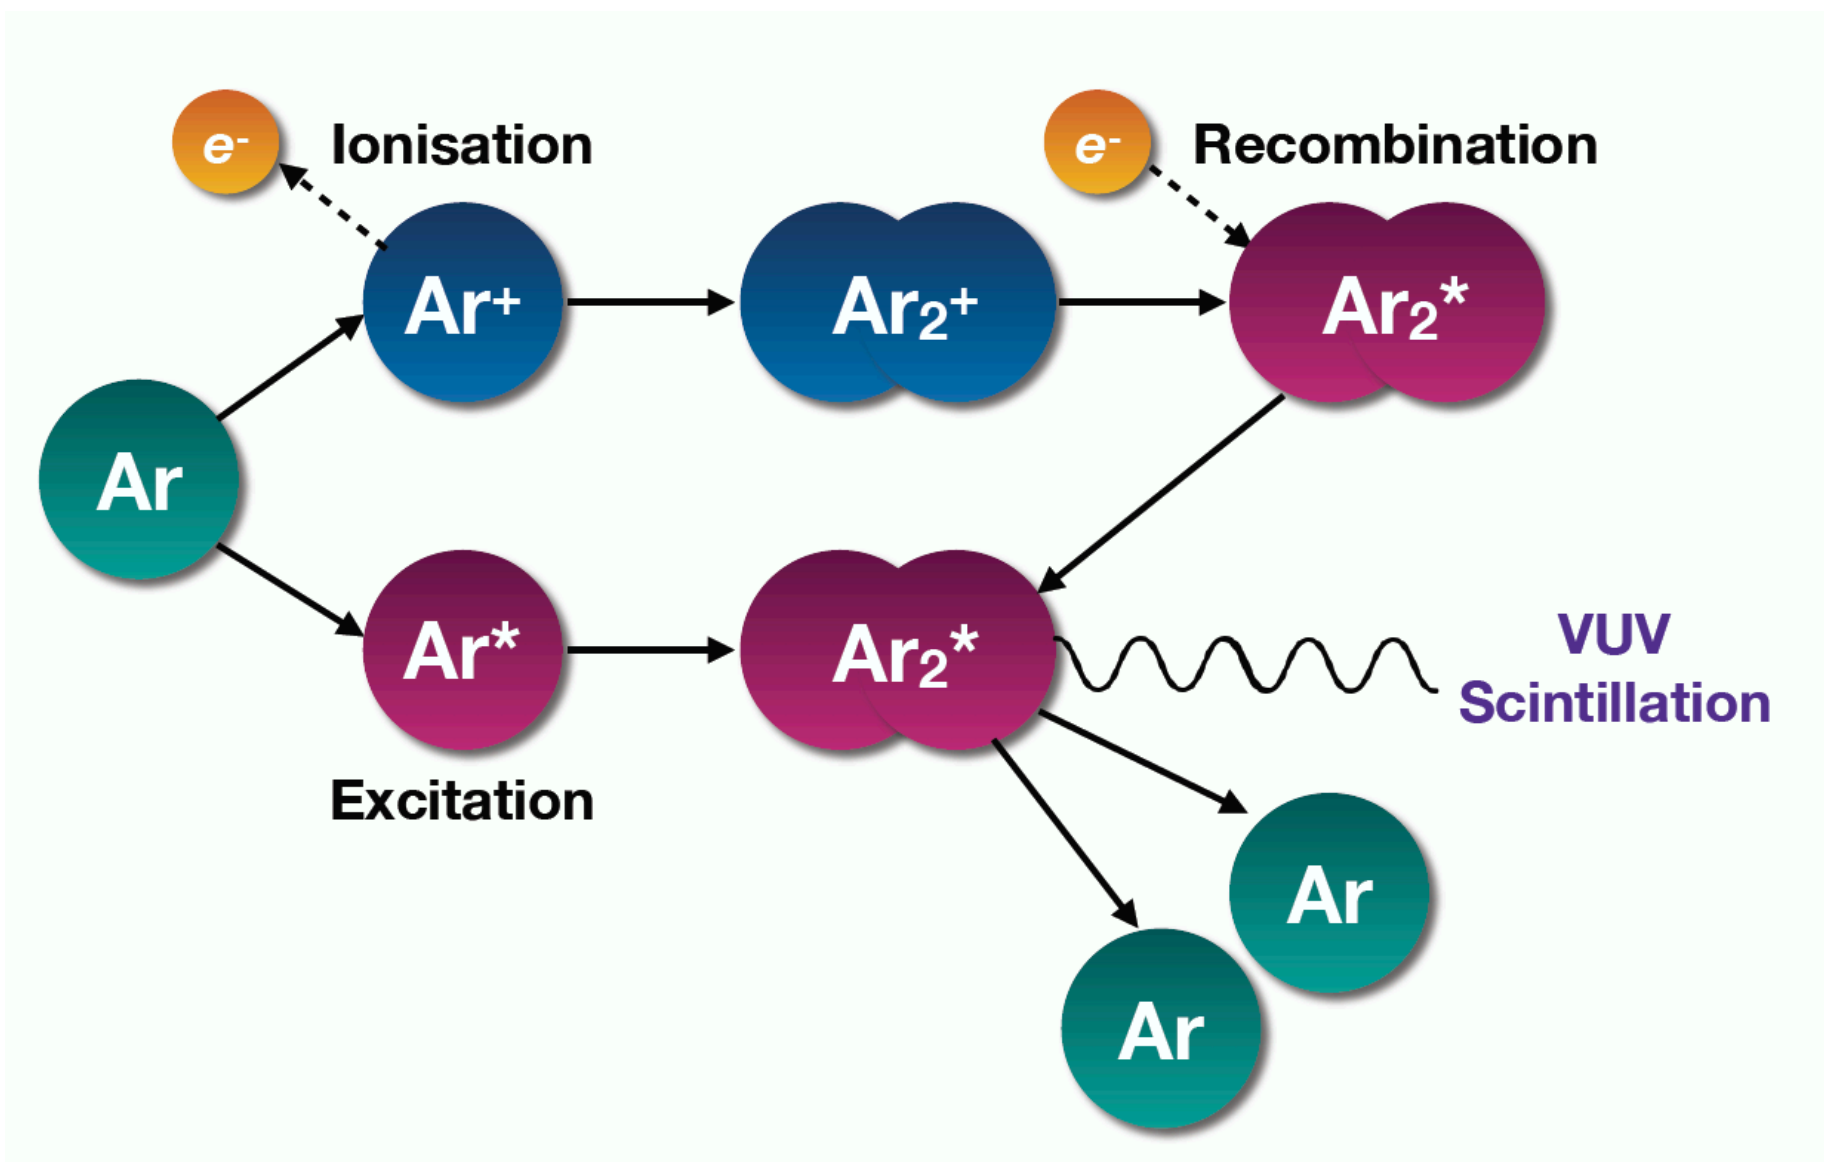 e-
Ionisation
e-
Recombination
Ar+
Ar2+
Ar2*
Ar
Ar*
Ar2*
VUV
Scintillation
Excitation
Ar
Ar